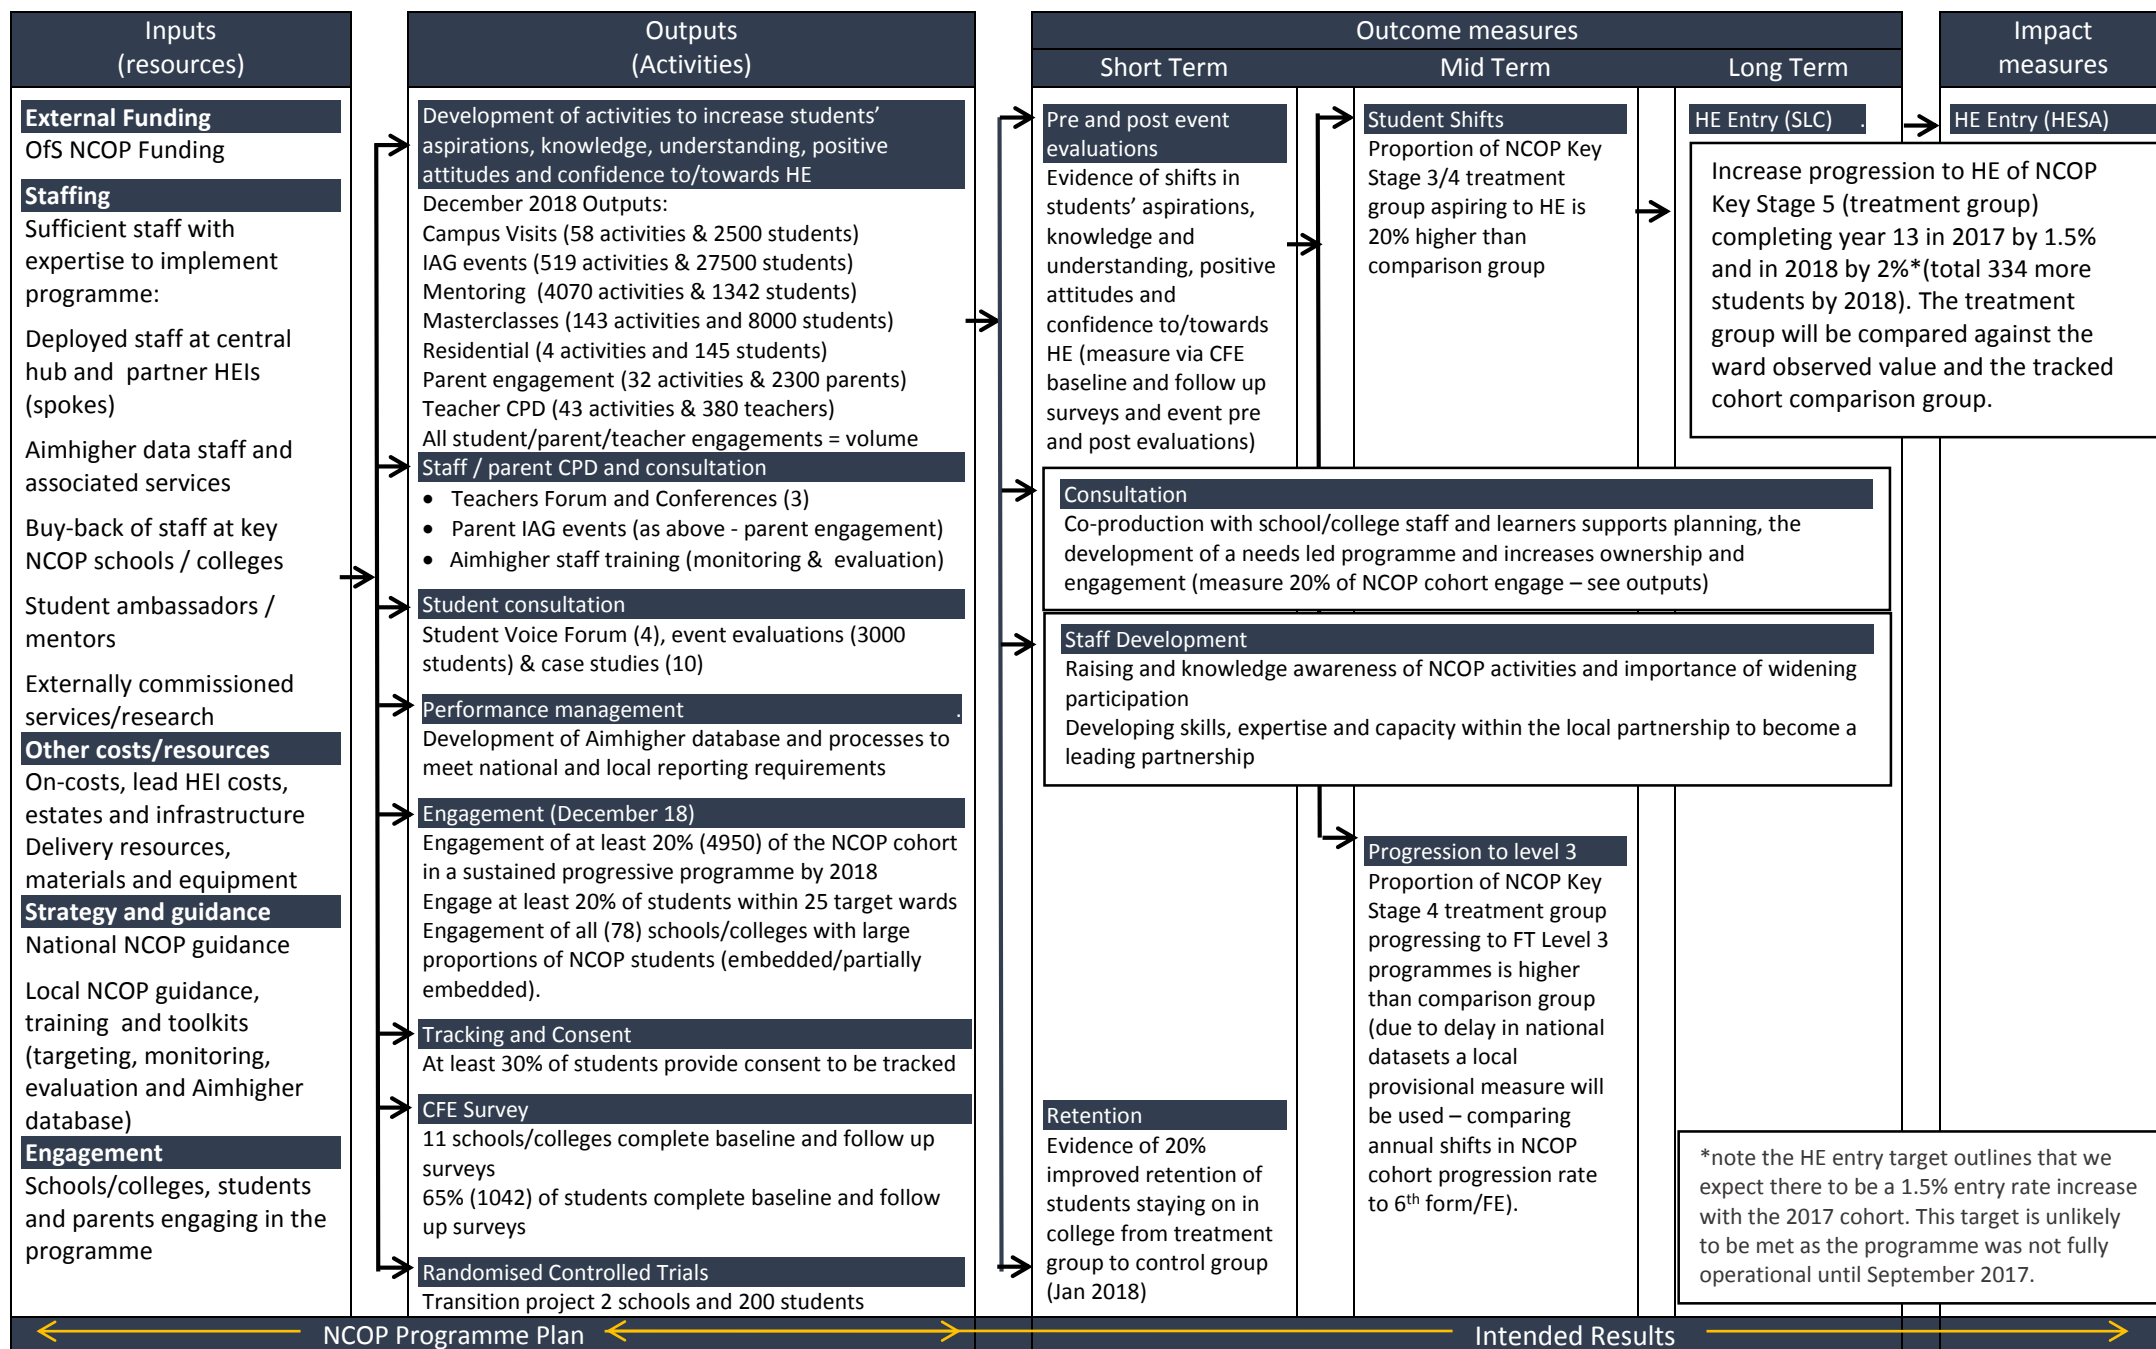 Inputs
(resources)
External Funding
OfS NCOP Funding
Staffing
Sufficient staff with
expertise to implement
programme:
Deployed staff at central
hub and partner HEIs
(spokes)
Aimhigher data staff and
associated services
Buy-back of staff at key
NCOP schools / colleges
Student ambassadors /
mentors
Externally commissioned
services/research
Other costs/resources
On-costs, lead HEI costs,
estates and infrastructure
Delivery resources,
materials and equipment
Strategy and guidance
National NCOP guidance
Local NCOP guidance,
training and toolkits
(targeting, monitoring,
evaluation and Aimhigher
database)
Engagement
Schools/colleges, students
and parents engaging in the
programme
Outputs
(Activities)
Development of activities to increase students’
aspirations, knowledge, understanding, positive
attitudes and confidence to/towards HE
December 2018 Outputs:
Campus Visits (58 activities & 2500 students)
IAG events (519 activities & 27500 students)
Mentoring (4070 activities & 1342 students)
Masterclasses (143 activities and 8000 students)
Residential (4 activities and 145 students)
Parent engagement (32 activities & 2300 parents)
Teacher CPD (43 activities & 380 teachers)
All student/parent/teacher engagements = volume
Staff / parent CPD and consultation
• Teachers Forum and Conferences (3)
• Parent IAG events (as above - parent engagement)
• Aimhigher staff training (monitoring & evaluation)
Student consultation
Student Voice Forum (4), event evaluations (3000
students) & case studies (10)
Performance management .
Development of Aimhigher database and processes to
meet national and local reporting requirements
Engagement (December 18)
Engagement of at least 20% (4950) of the NCOP cohort
in a sustained progressive programme by 2018
Engage at least 20% of students within 25 target wards
Engagement of all (78) schools/colleges with large
proportions of NCOP students (embedded/partially
embedded).
Tracking and Consent
At least 30% of students provide consent to be tracked
CFE Survey
11 schools/colleges complete baseline and follow up
surveys
65% (1042) of students complete baseline and follow
up surveys
Randomised Controlled Trials
Transition project 2 schools and 200 students
Outcome measures
Short Term
Mid Term
Long Term
Pre and post event
evaluations
Evidence of shifts in
students’ aspirations,
knowledge and
understanding, positive
attitudes and
confidence to/towards
HE (measure via CFE
baseline and follow up
surveys and event pre
and post evaluations)
Student Shifts
Proportion of NCOP Key
Stage 3/4 treatment
group aspiring to HE is
20% higher than
comparison group
HE Entry (SLC) .
Impact
measures
HE Entry (HESA)
Increase progression to HE of NCOP
Key Stage 5 (treatment group)
completing year 13 in 2017 by 1.5%
and in 2018 by 2%*(total 334 more
students by 2018). The treatment
group will be compared against the
ward observed value and the tracked
cohort comparison group.
Consultation
Co-production with school/college staff and learners supports planning, the
development of a needs led programme and increases ownership and
engagement (measure 20% of NCOP cohort engage – see outputs)
Staff Development
Raising and knowledge awareness of NCOP activities and importance of widening
participation
Developing skills, expertise and capacity within the local partnership to become a
leading partnership
Progression to level 3
Proportion of NCOP Key
Stage 4 treatment group
progressing to FT Level 3
programmes is higher
than comparison group
(due to delay in national
datasets a local
provisional measure will
be used – comparing
annual shifts in NCOP
cohort progression rate
to 6th form/FE).
Retention
Evidence of 20%
improved retention of
students staying on in
college from treatment
group to control group
(Jan 2018)
*note the HE entry target outlines that we
expect there to be a 1.5% entry rate increase
with the 2017 cohort. This target is unlikely
to be met as the programme was not fully
operational until September 2017.
NCOP Programme Plan
Intended Results